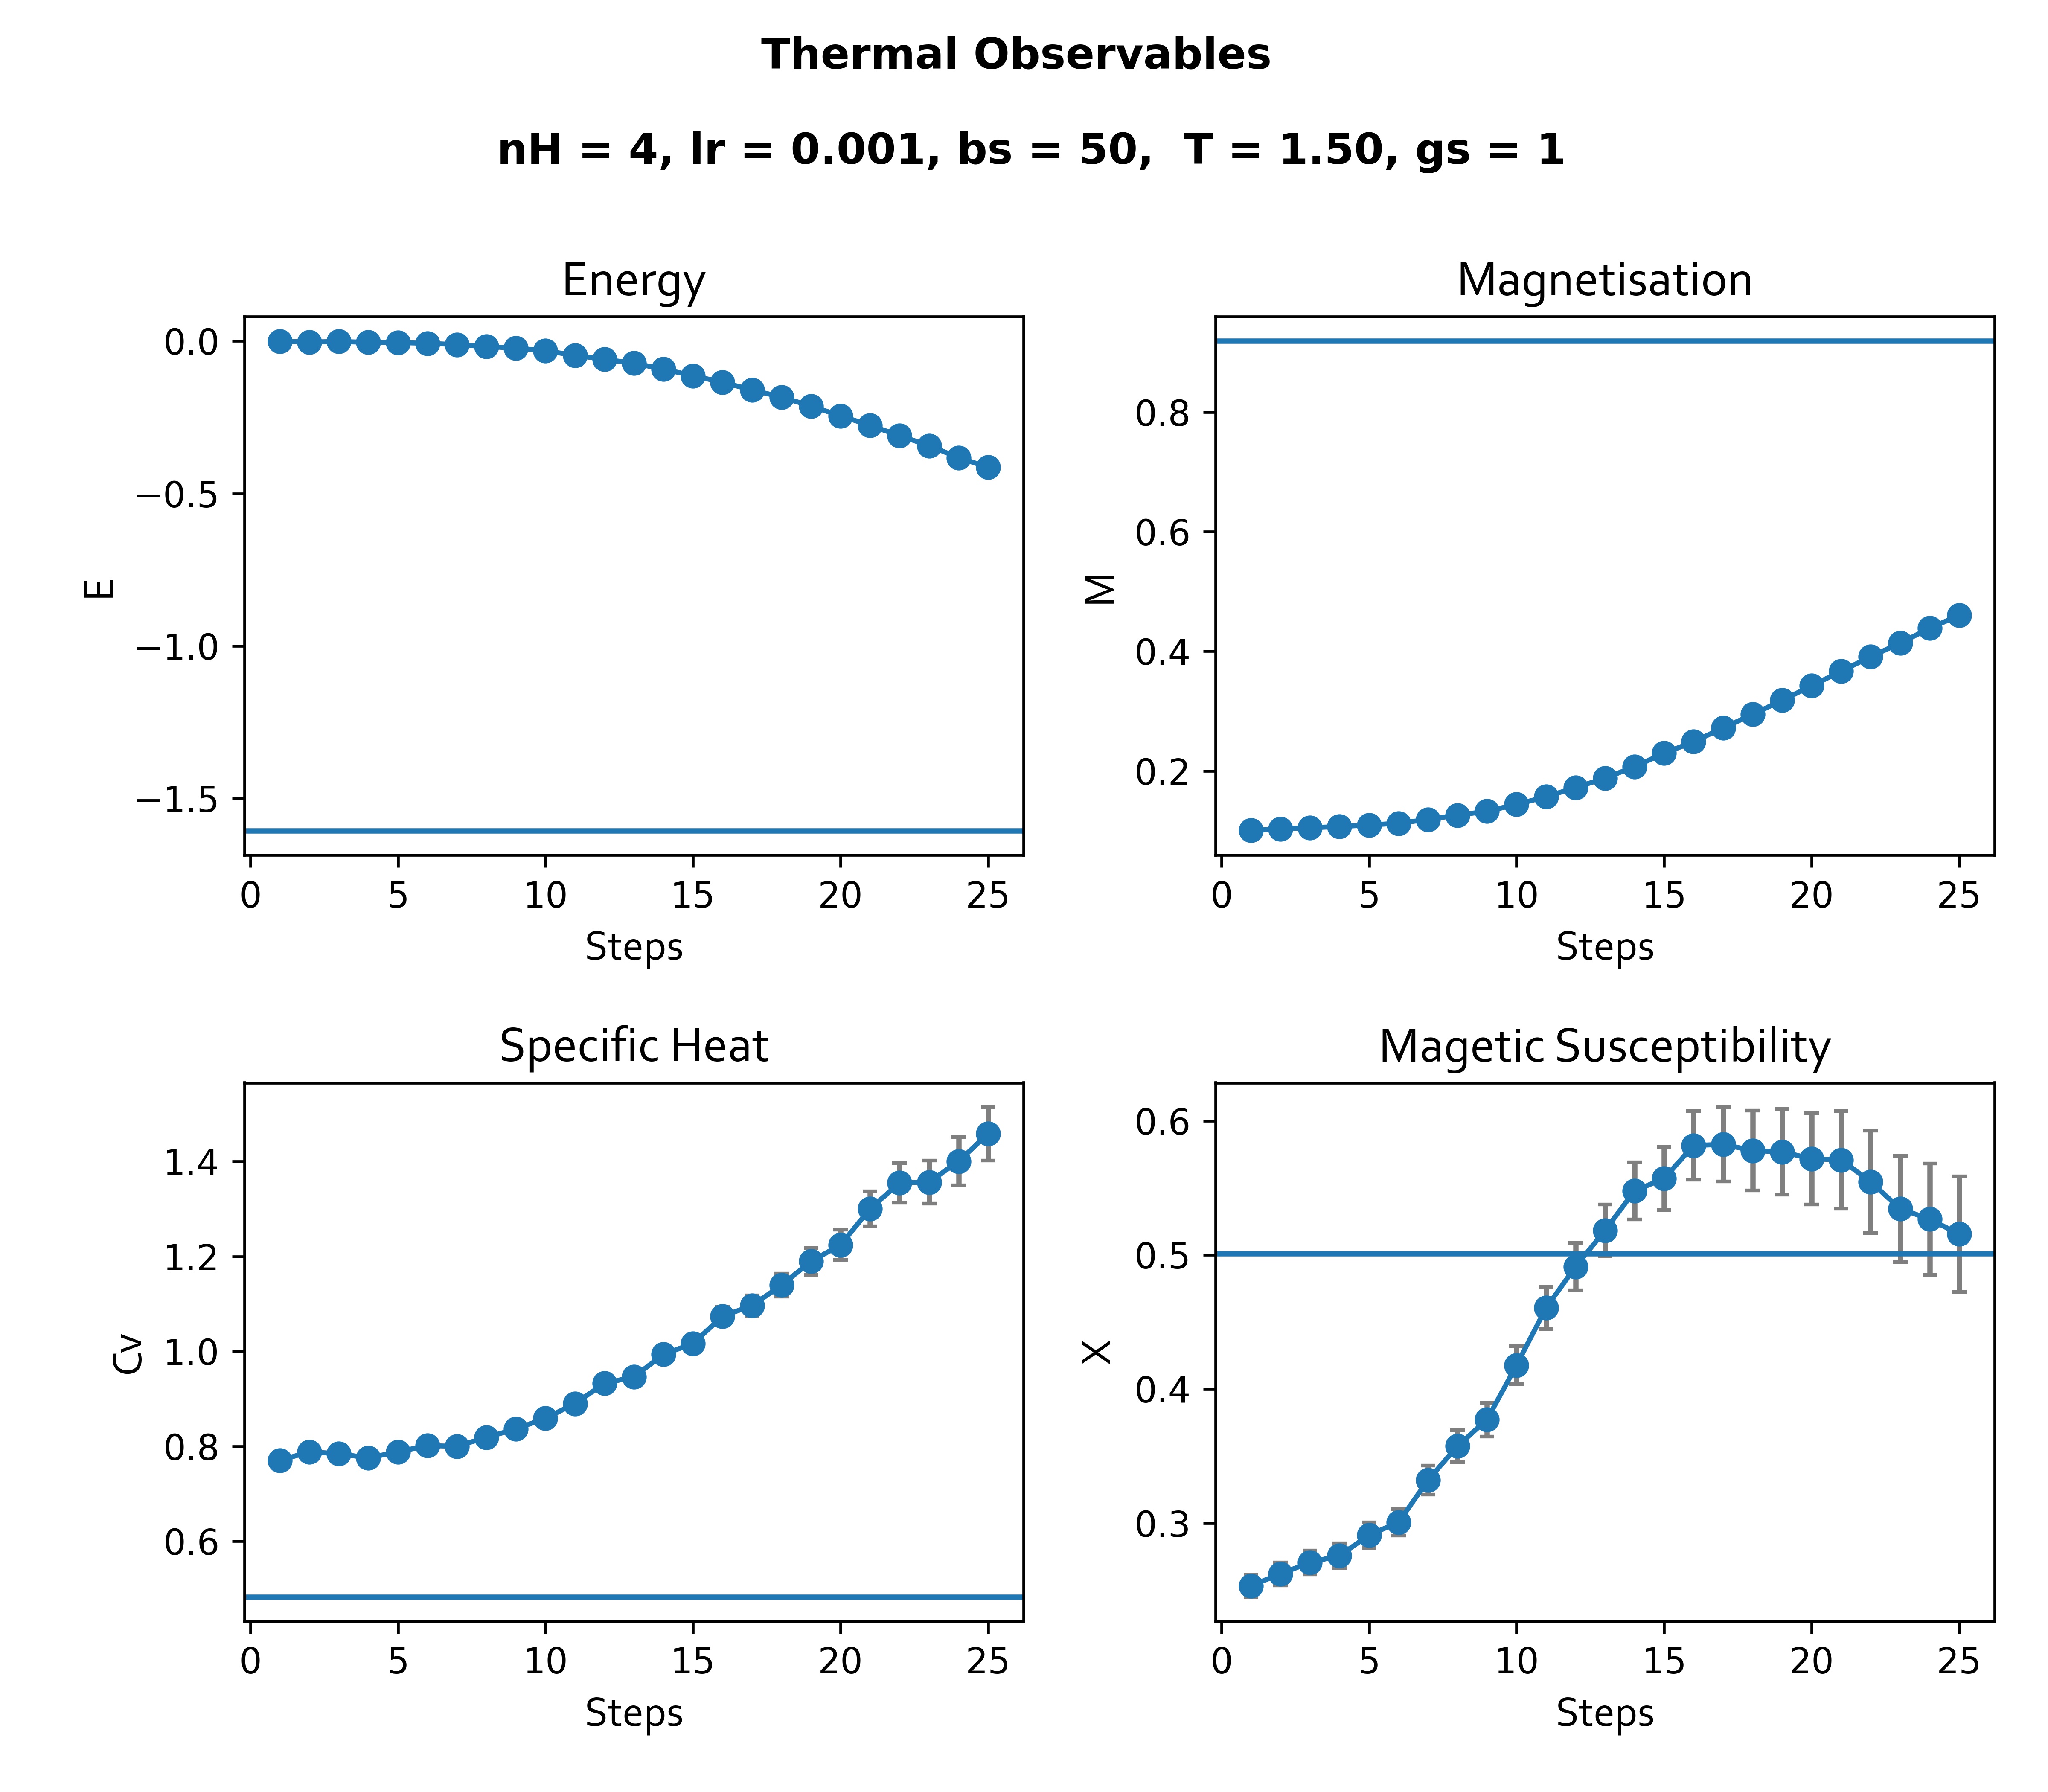 Thermal Observables
nH = 4, lr = 0.001, bs = 50,  T = 1.50, gs = 1
Energy
E
0.0
−0.5
−1.0
−1.5
0 5 10 15 20 25
Steps
Magnetisation
M
0.8
0.6
0.4
0.2
0 5 10 15 20 25
Steps
Specific Heat
Cv
1.4
1.2
1.0
0.8
0.6
0 5 10 15 20 25
Steps
Magetic Susceptibility
X
0.6
0.5
0.4
0.3
0 5 10 15 20 25
Steps